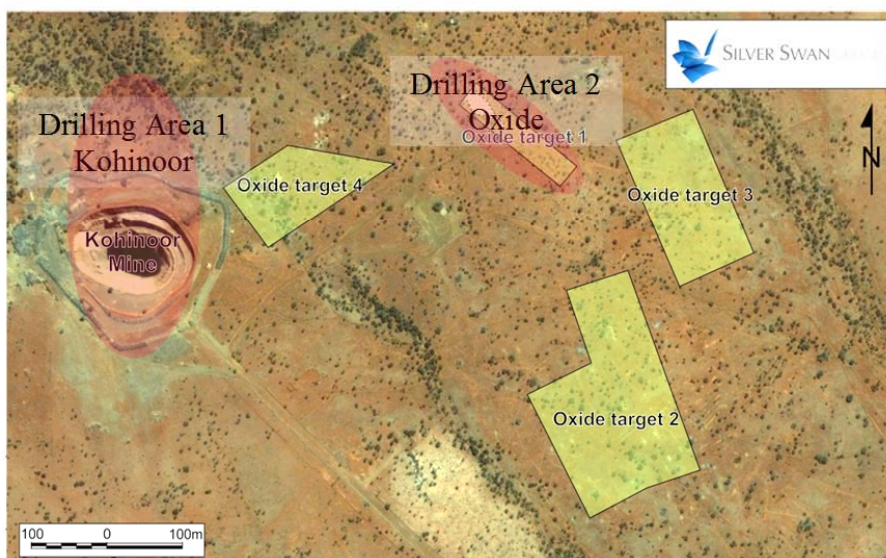 SILVER SWAN
Drilling Area 1
Kohinoor
Drilling Area 2
Oxide
Oxide target 1
Oxide target 4
Oxide target 3
Kohinoor
Mine
Oxide target 2
N
100 0 100m